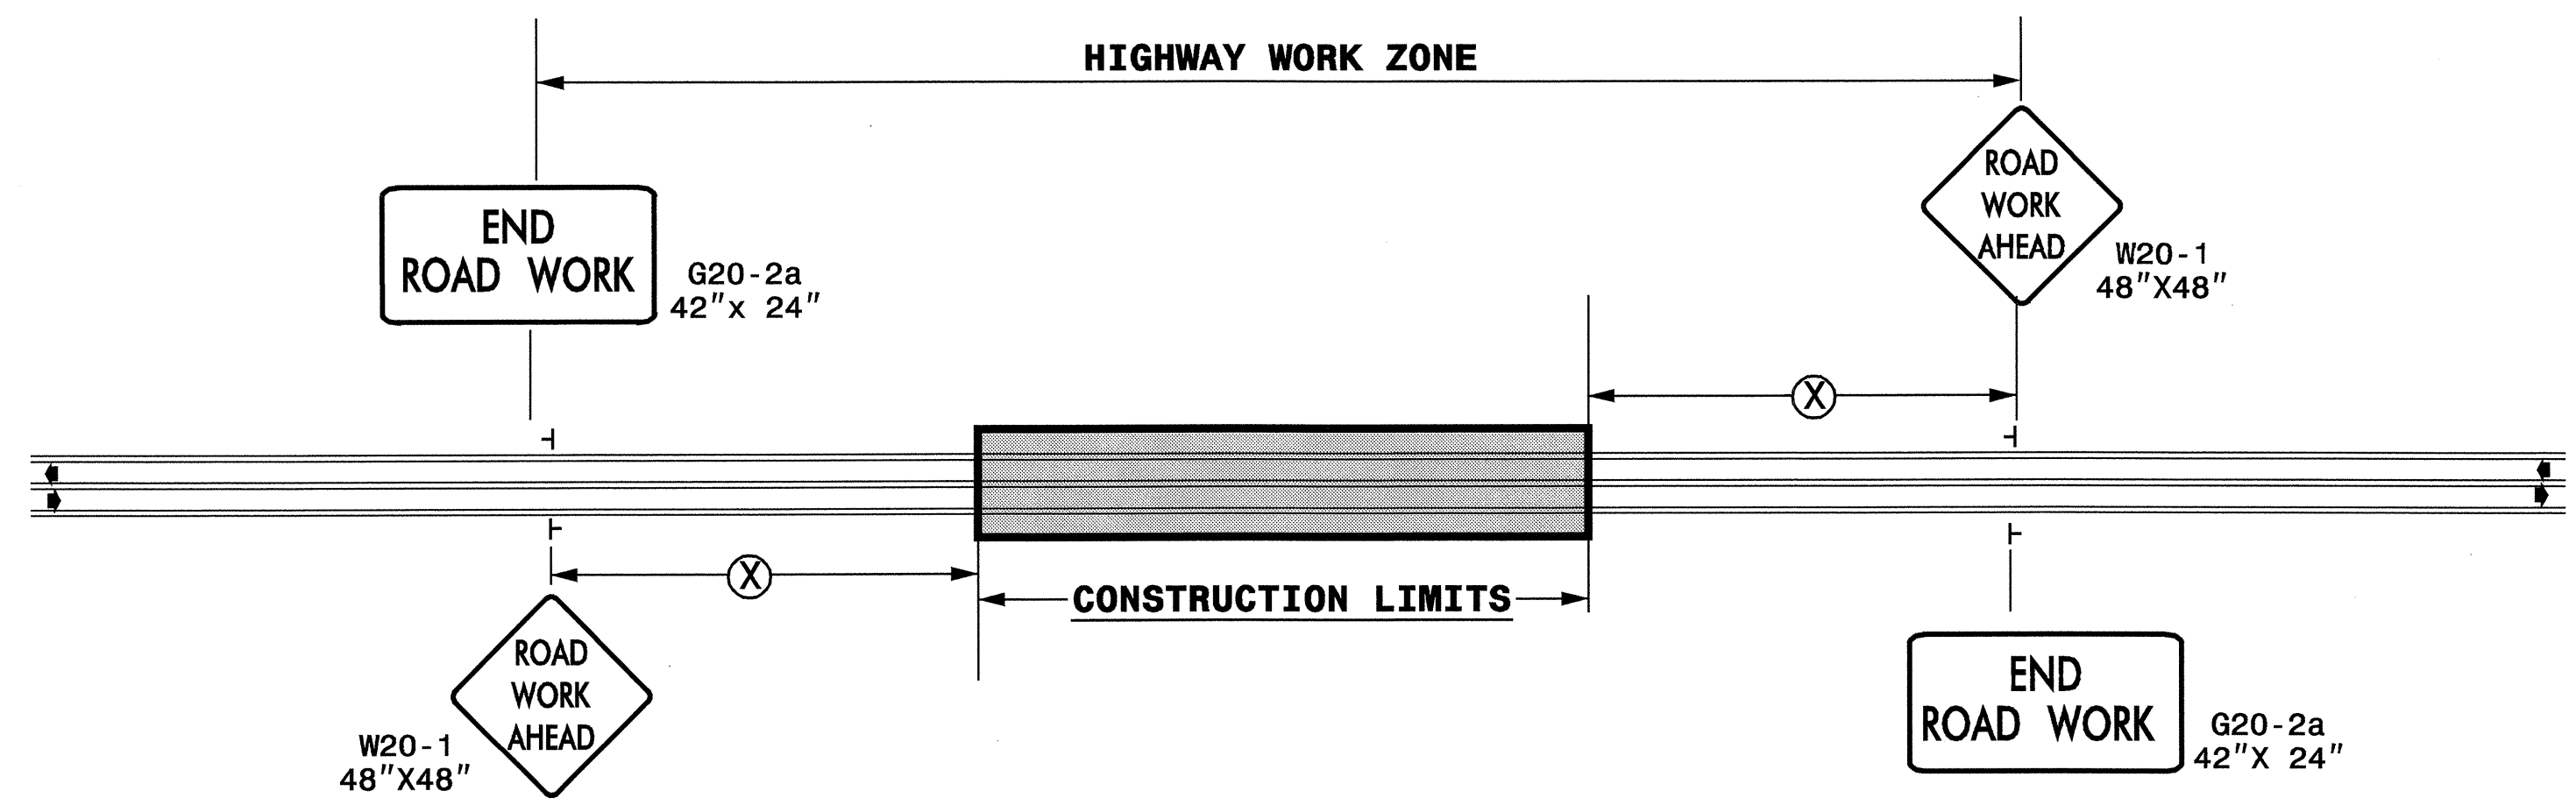 HIGHWAY WORK ZONE
ROAD
WORK
AHEAD
W20-1
48"X48"
END
ROAD WORK
G20-2a
42"x 24"
X
X
CONSTRUCTION LIMITS
ROAD
WORK
AHEAD
W20-1
48"X48"
END
ROAD WORK
G20-2a
42"X 24"